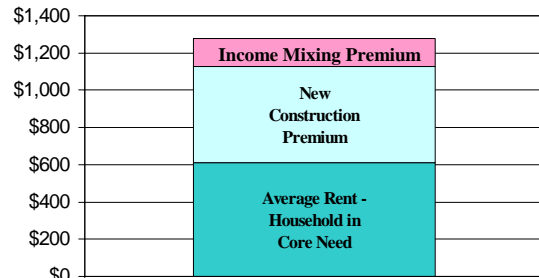 $1,400
$1,200
Income Mixing Premium
$1,000
New
Construction
Premium
$800
$600
Average Rent -
Household in
Core Need
$400
$200
$0